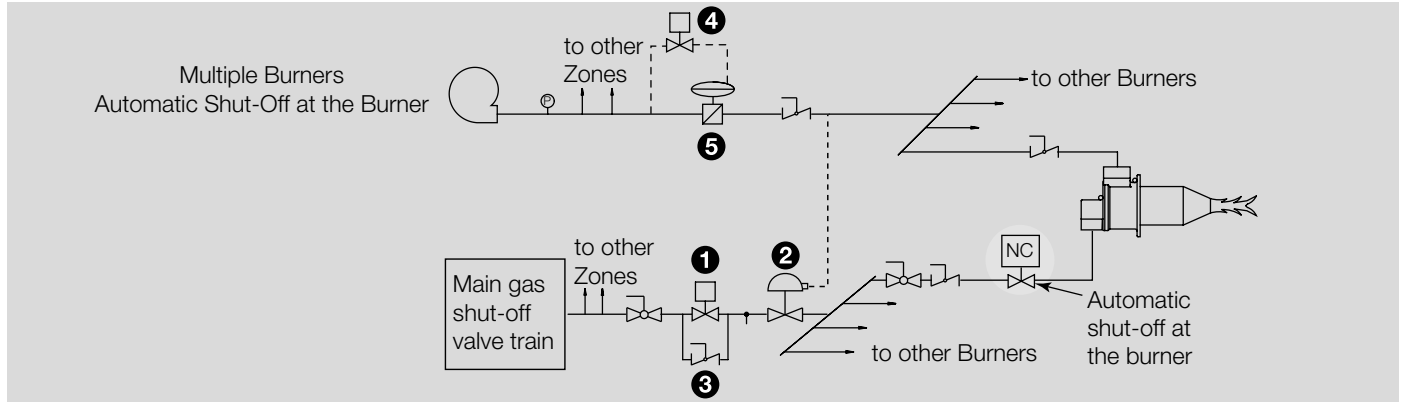 Multiple Burners
Automatic Shut-Off at the Burner
P
to other
Zones
4
5
to other Burners
Main gas
shut-off
valve train
to other
Zones
1
2
3
to other Burners
NC
Automatic
shut-off at
the burner